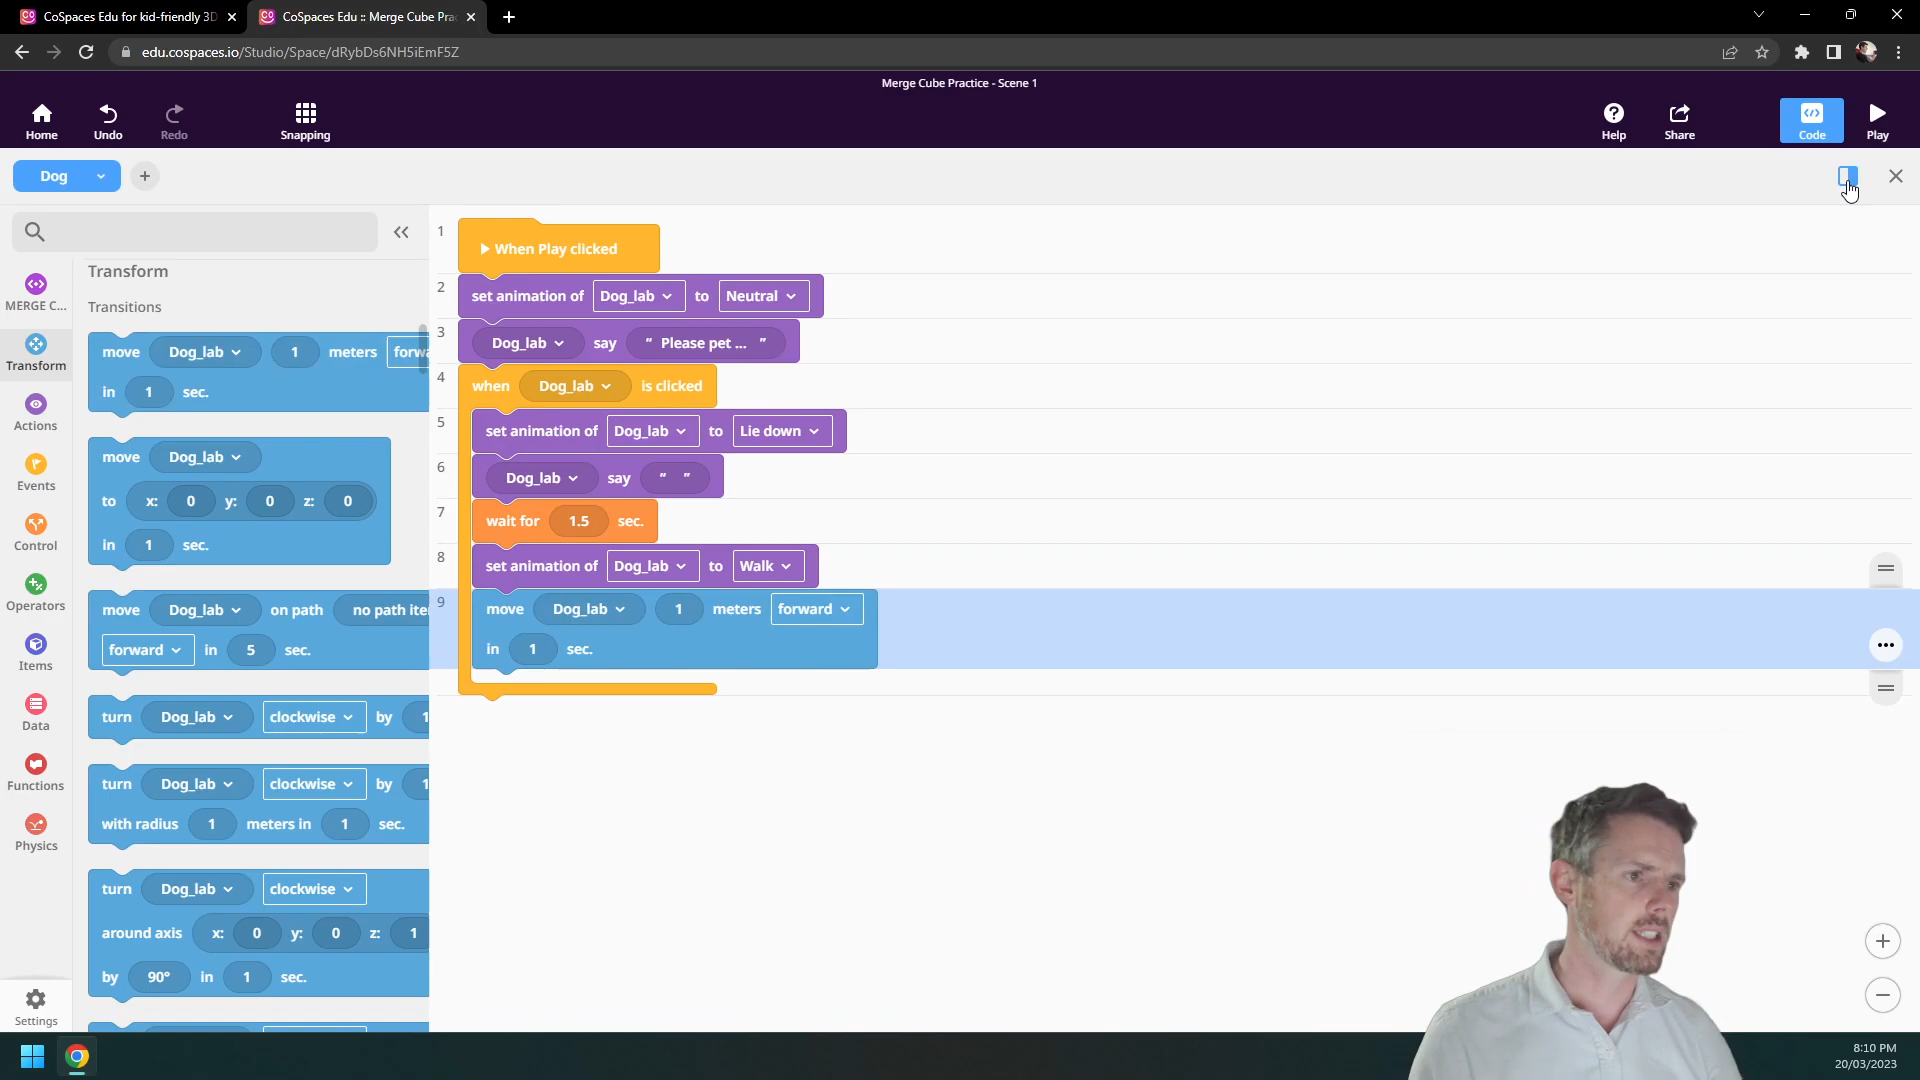 CoSpaces Edu for kid-friendly 3D
CoSpaces Edu :: Merge Cube Pra
edu.cospaces.io/Studio/Space/dRybDs6NH5iEmF5Z
Merge Cube Practice - Scene 1
Home
Undo
Redo
Snapping
Help
Share
Code
Play
Dog
MERGE C...
Transform
Actions
Events
Control
Operators
Items
Data
Functions
Physics
Settings
Transform
Transitions
move Dog_lab 1 meters forwa
in 1 sec.
move Dog_lab
to x: 0 y: 0 z: 0
in 1 sec.
move Dog_lab on path no path ite
forward in 5 sec.
turn Dog_lab clockwise by 1
turn Dog_lab clockwise by 1
with radius 1 meters in 1 sec.
turn Dog_lab clockwise
around axis x: 0 y: 0 z: 1
by 90° in 1 sec.
1 When Play clicked
2 set animation of Dog_lab to Neutral
3 Dog_lab say “ Please pet ... ”
4 when Dog_lab is clicked
5 set animation of Dog_lab to Lie down
6 Dog_lab say “ ”
7 wait for 1.5 sec.
8 set animation of Dog_lab to Walk
9 move Dog_lab 1 meters forward
in 1 sec.
8:10 PM
20/03/2023